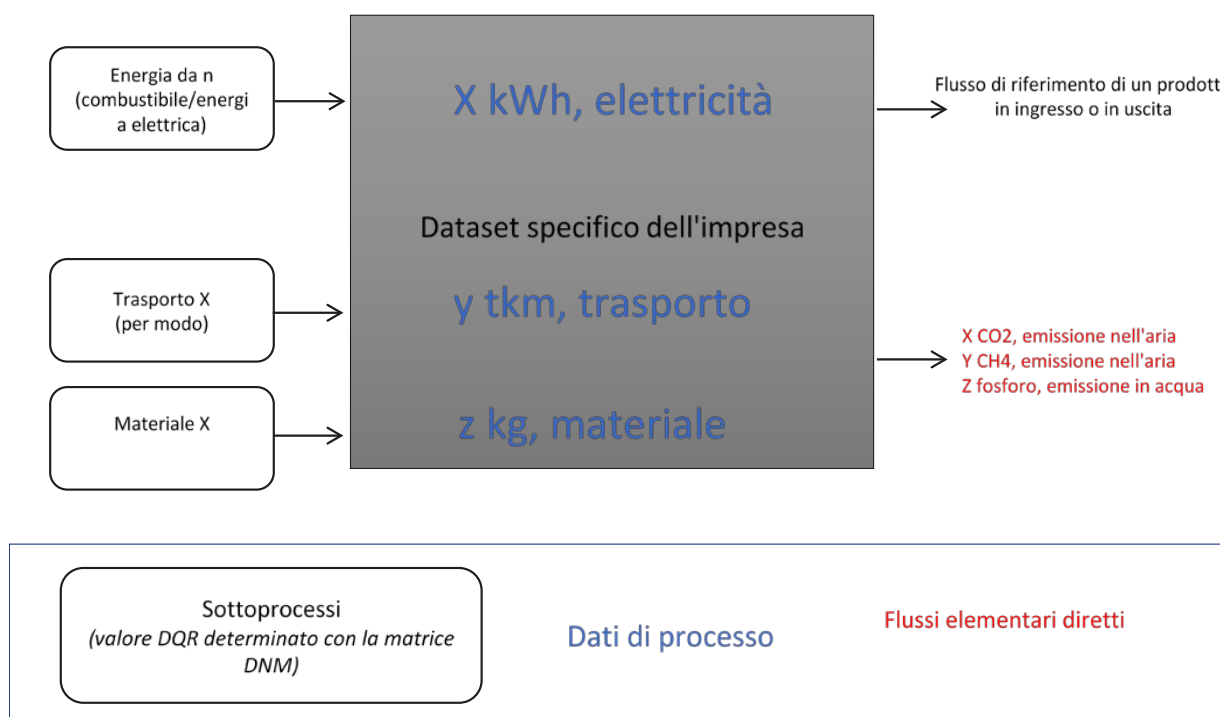 Energia da n
(combustibile/energi
a elettrica)
X kWh, elettricità
Flusso di riferimento di un prodott
in ingresso o in uscita
Dataset specifico dell'impresa
Trasporto X
(per modo)
y tkm, trasporto
X CO2, emissione nell'aria
Y CH4, emissione nell'aria
Z fosforo, emissione in acqua
Materiale X
z kg, materiale
Sottoprocessi
(valore DQR determinato con la matrice
DNM)
Dati di processo
Flussi elementari diretti